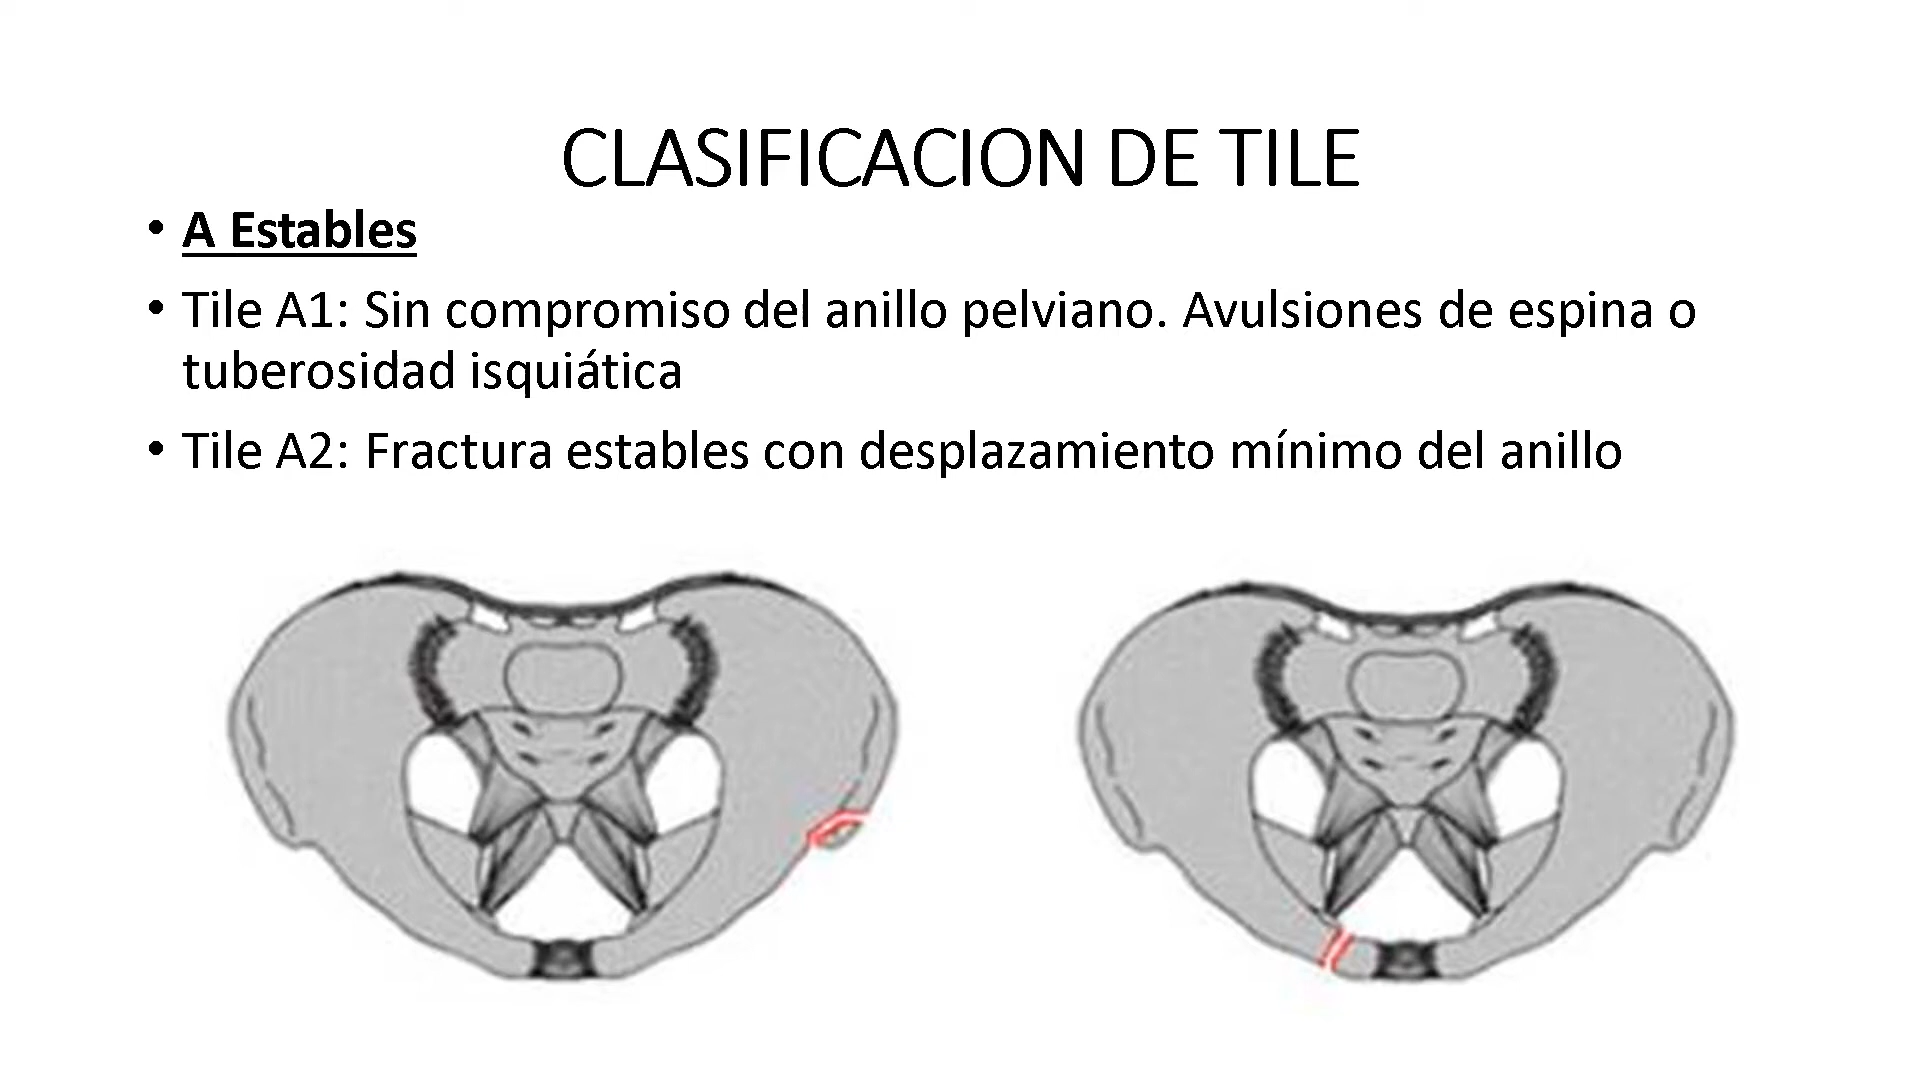 CLASIFICACION DE TILE
• A Estables
• Tile A1: Sin compromiso del anillo pelviano. Avulsiones de espina o
tuberosidad isquiática
• Tile A2: Fractura estables con desplazamiento mínimo del anillo